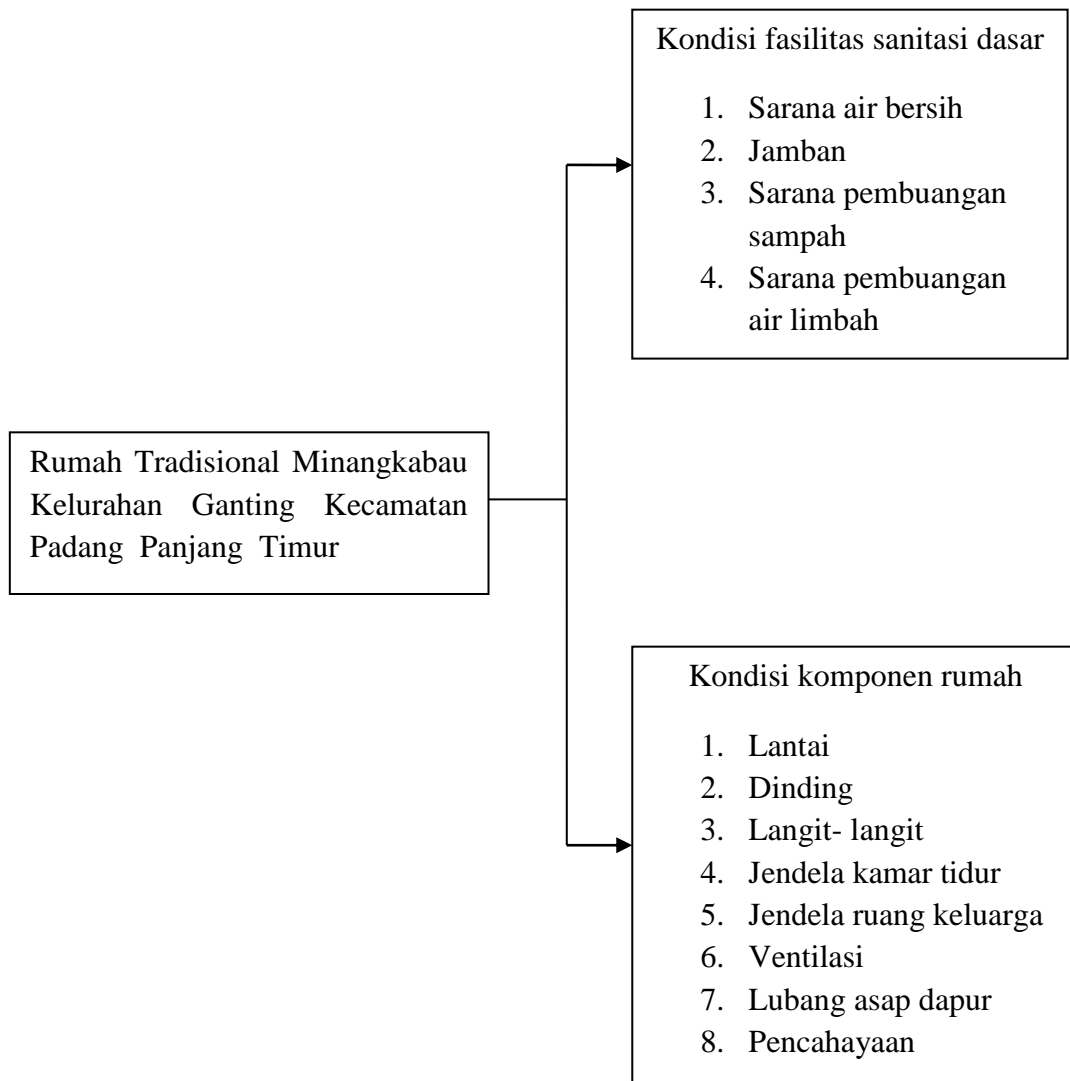 Kondisi fasilitas sanitasi dasar
1. Sarana air bersih
2. Jamban
3. Sarana pembuangan
sampah
4. Sarana pembuangan
air limbah
Rumah Tradisional Minangkabau
Kelurahan Ganting Kecamatan
Padang Panjang Timur
Kondisi komponen rumah
1. Lantai
2. Dinding
3. Langit- langit
4. Jendela kamar tidur
5. Jendela ruang keluarga
6. Ventilasi
7. Lubang asap dapur
8. Pencahayaan